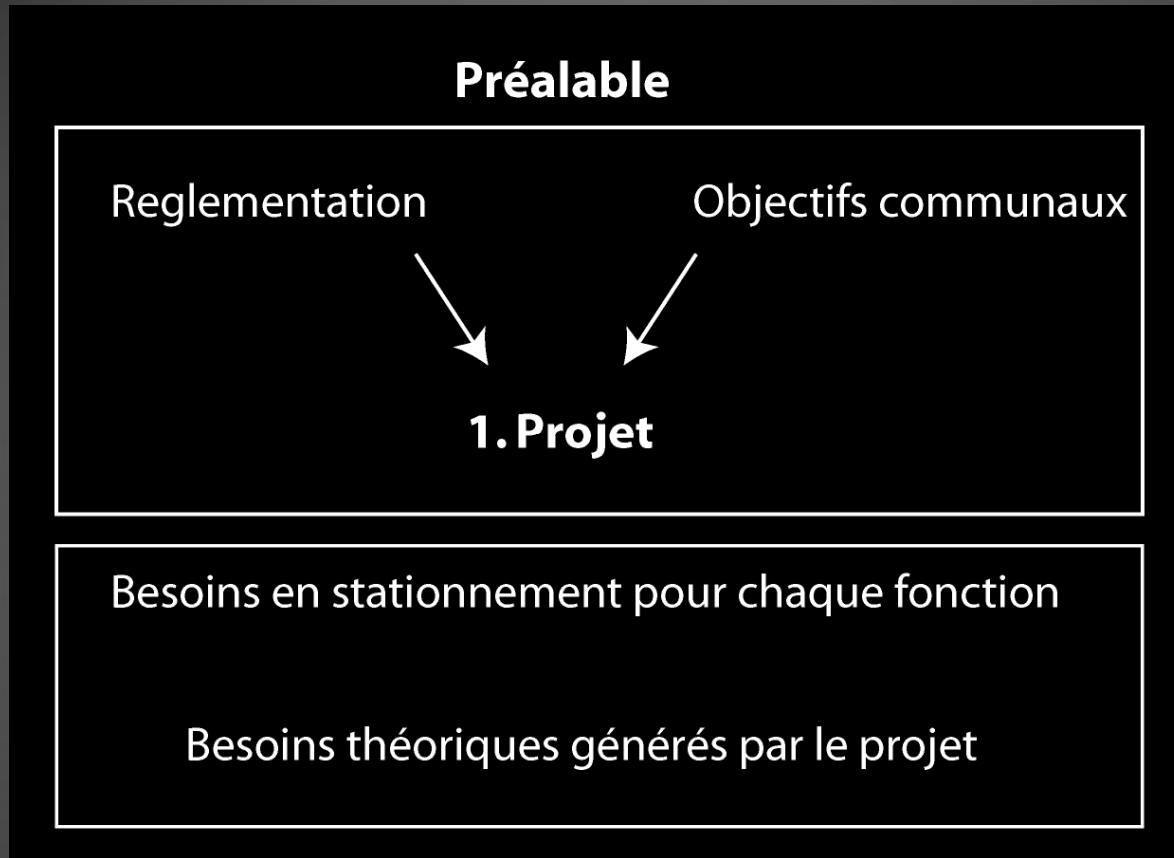 Préalable
Reglementation
Objectifs communaux
1. Projet
Besoins en stationnement pour chaque fonction
Besoins théoriques générés par le projet